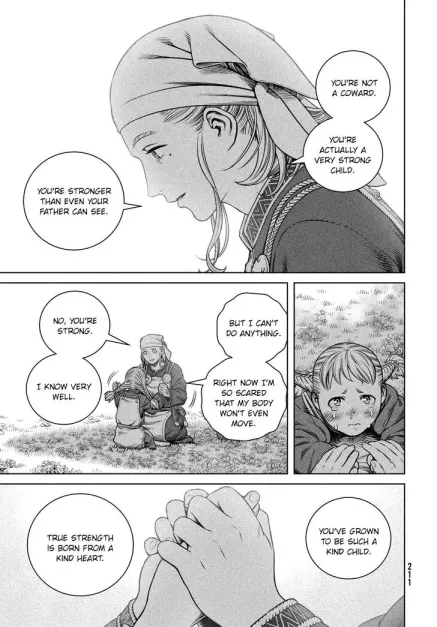 YOU'RE NOT
A COWARD.
YOU'RE
ACTUALLY A
VERY STRONG
CHILD.
YOU'RE STRONGER
THAN EVEN YOUR
FATHER CAN SEE.
BUT I CAN'T
DO ANYTHING.
RIGHT NOW I'M
SO SCARED
THAT MY BODY
WON'T EVEN
MOVE.
NO, YOU'RE
STRONG.
I KNOW VERY
WELL.
YOU'VE GROWN
TO BE SUCH
A KIND CHILD.
TRUE STRENGTH
IS BORN FROM A
KIND HEART.
211